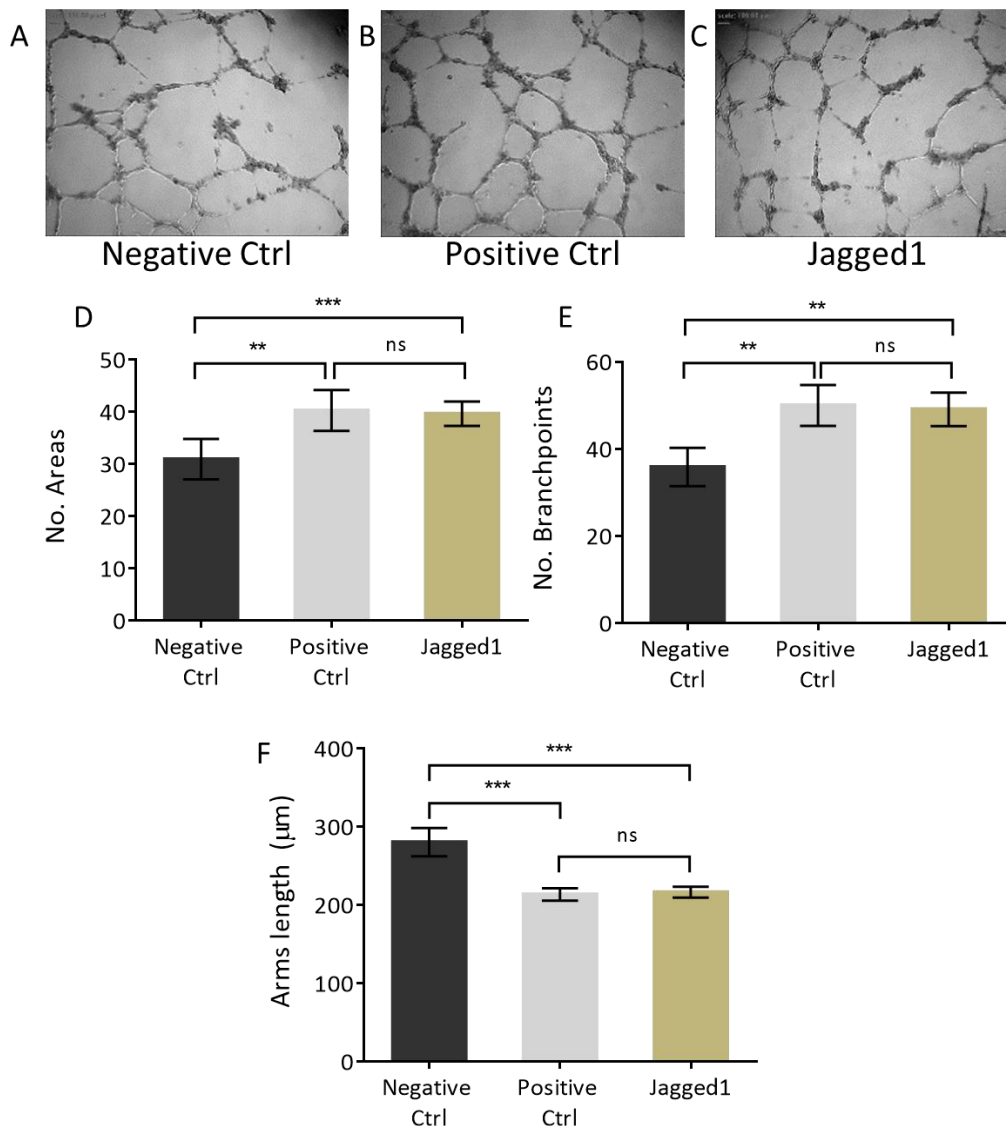 A
B
C
Negative Ctrl
Positive Ctrl
Jagged1
D
***
**
ns
50
40
30
20
10
0
No. Areas
Negative
Ctrl
Positive
Ctrl
Jagged1
E
**
**
ns
60
40
20
0
No. Branchpoints
Negative
Ctrl
Positive
Ctrl
Jagged1
F
***
***
ns
400
300
200
100
0
Arms length (μm)
Negative
Ctrl
Positive
Ctrl
Jagged1